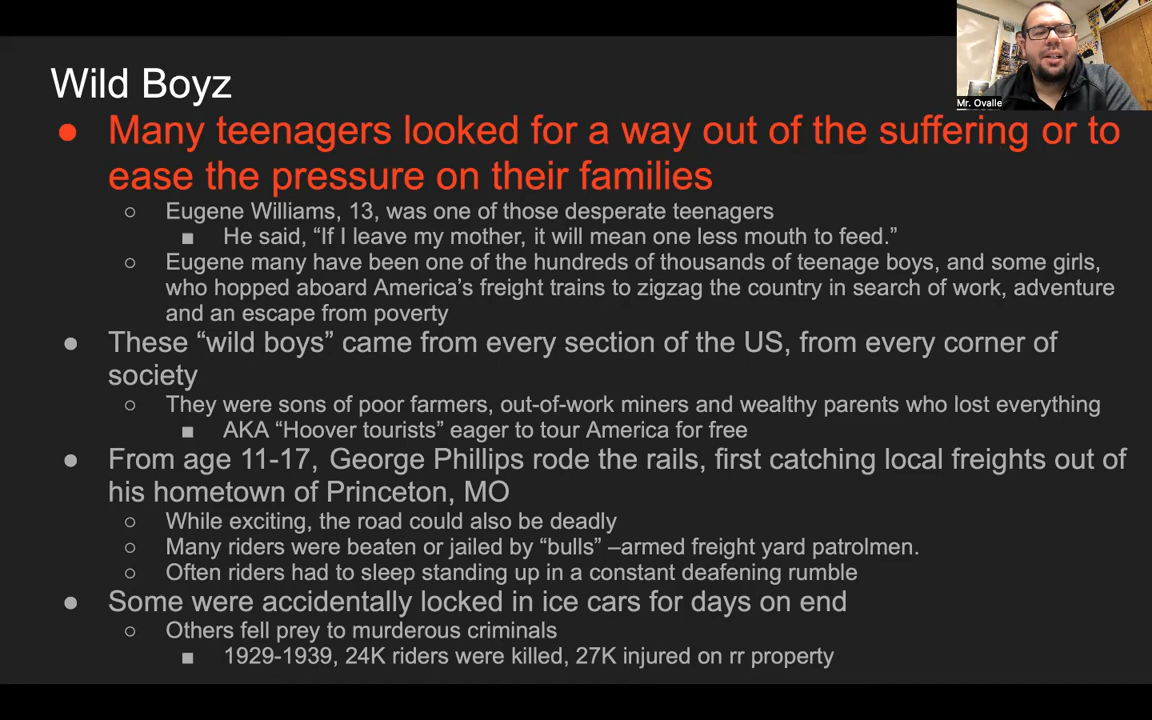 Wild Boyz
Mr. Ovalle
● Many teenagers looked for a way out of the suffering or to
ease the pressure on their families
○ Eugene Williams, 13, was one of those desperate teenagers
■ He said, “If I leave my mother, it will mean one less mouth to feed.”
○ Eugene many have been one of the hundreds of thousands of teenage boys, and some girls,
who hopped aboard America’s freight trains to zigzag the country in search of work, adventure
and an escape from poverty
● These “wild boys” came from every section of the US, from every corner of
society
○ They were sons of poor farmers, out-of-work miners and wealthy parents who lost everything
■ AKA “Hoover tourists” eager to tour America for free
● From age 11-17, George Phillips rode the rails, first catching local freights out of
his hometown of Princeton, MO
○ While exciting, the road could also be deadly
○ Many riders were beaten or jailed by “bulls” –armed freight yard patrolmen.
○ Often riders had to sleep standing up in a constant deafening rumble
● Some were accidentally locked in ice cars for days on end
○ Others fell prey to murderous criminals
■ 1929-1939, 24K riders were killed, 27K injured on rr property